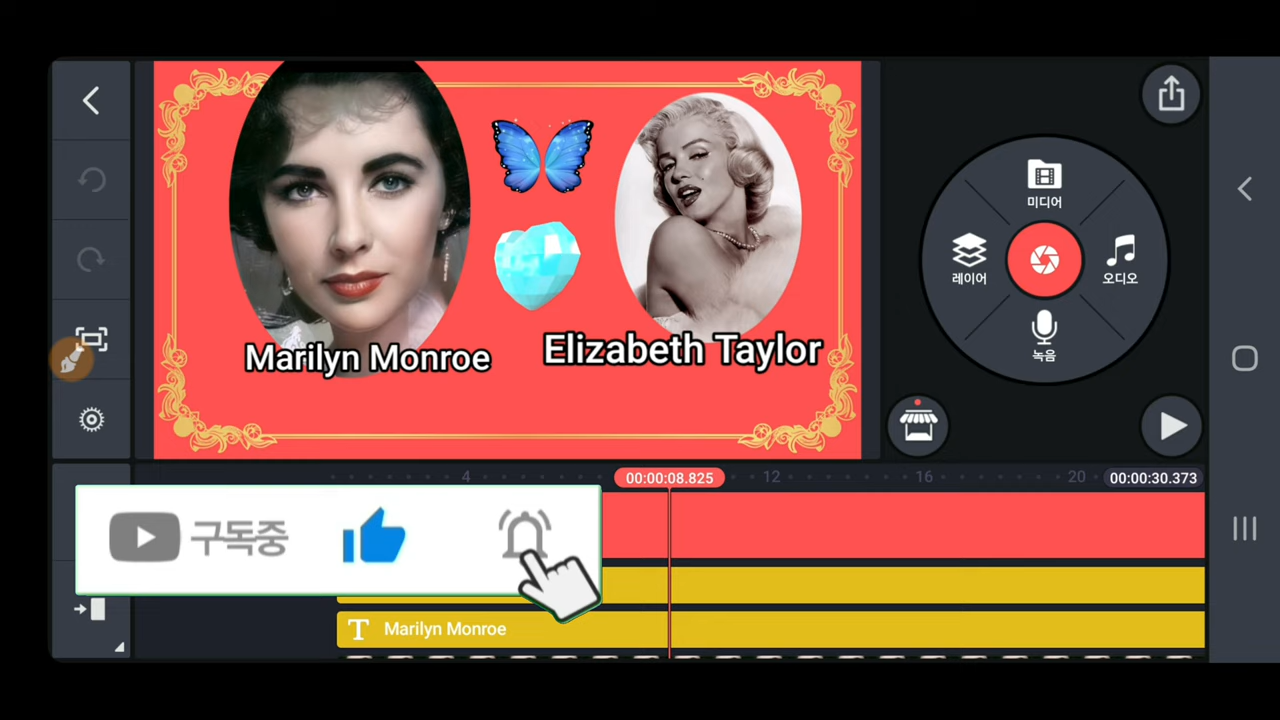 미디어
레이어
오디오
녹음
Marilyn Monroe
Elizabeth Taylor
4
00:00:08.825
12
16
20
00:00:30.373
구독중
T Marilyn Monroe